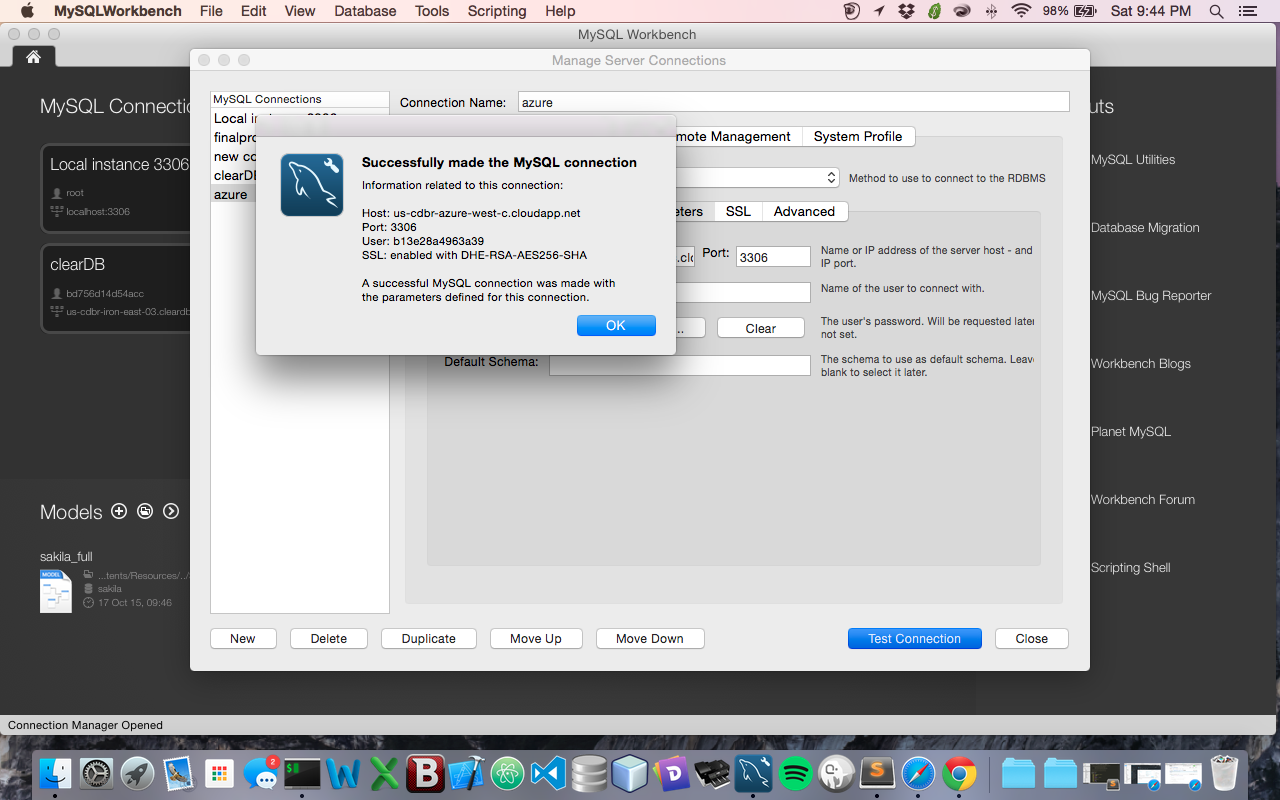 MySQLWorkbench File Edit View Database Tools Scripting Help 98% Sat 9:44 PM
MySQL Workbench
Manage Server Connections
MySQL Connectio
Local instance 3306
root
localhost:3306
clearDB
bd756d14d54acc
us-cdbr-iron-east-03.cleardb
Models
sakila_full
MODEL
...tents/Resources/../
sakila
17 Oct 15, 09:46
MySQL Connections
Local in
finalpro
new co
clearDB
azure
Connection Name: azure
mote Management System Profile
Method to use to connect to the RDBMS
eters SSL Advanced
.clo Port: 3306 Name or IP address of the server host - and
IP port.
Name of the user to connect with.
.. Clear The user's password. Will be requested later
not set.
Default Schema: The schema to use as default schema. Leave
blank to select it later.
Successfully made the MySQL connection
Information related to this connection:
Host: us-cdbr-azure-west-c.cloudapp.net
Port: 3306
User: b13e28a4963a39
SSL: enabled with DHE-RSA-AES256-SHA
A successful MySQL connection was made with
the parameters defined for this connection.
OK
New Delete Duplicate Move Up Move Down Test Connection Close
uts
MySQL Utilities
Database Migration
MySQL Bug Reporter
Workbench Blogs
Planet MySQL
Workbench Forum
Scripting Shell
Connection Manager Opened
2
$
W X B D S